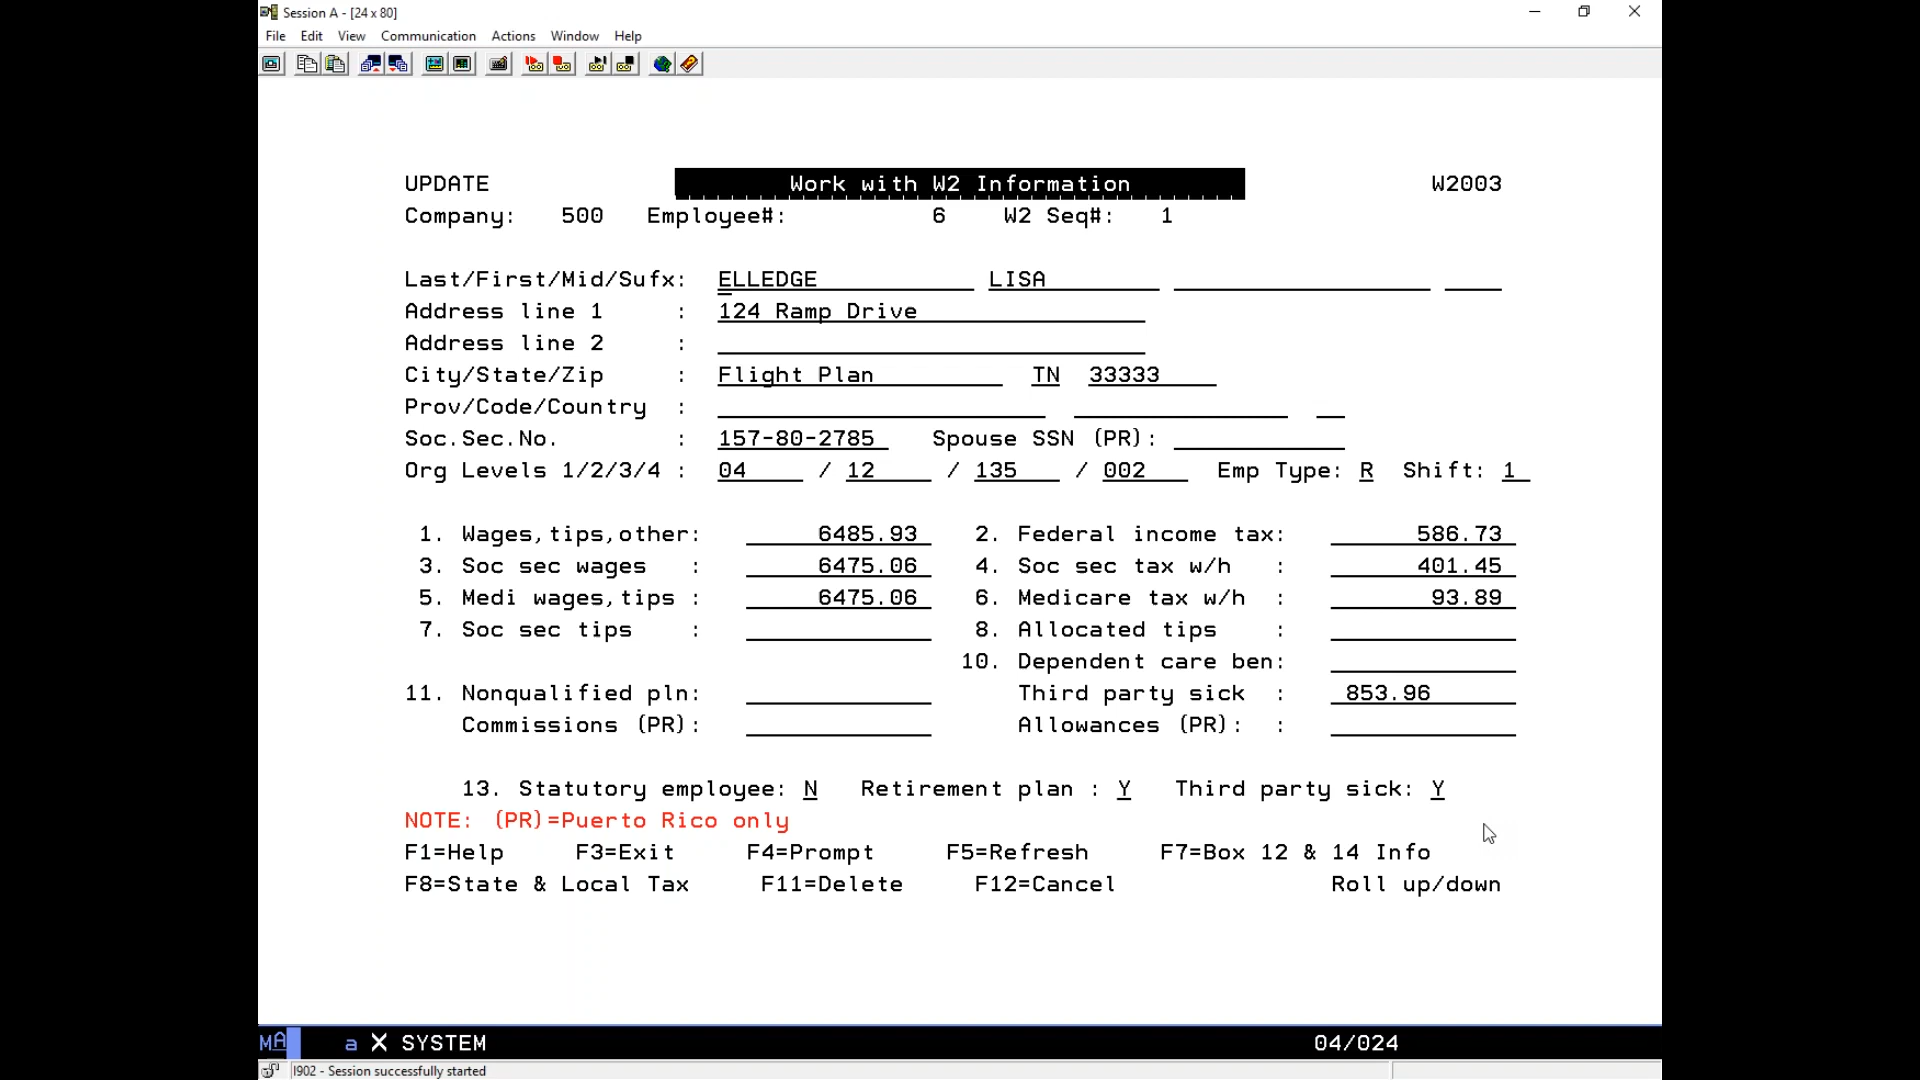 Session A - [24 x 80]
File Edit View Communication Actions Window Help
UPDATE Work with W2 Information W2003
Company: 500 Employee#: 6 W2 Seq#: 1
Last/First/Mid/Sufx: ELLEDGE LISA
Address line 1 : 124 Ramp Drive
Address line 2 :
City/State/Zip : Flight Plan TN 33333
Prov/Code/Country :
Soc.Sec.No. : 157-80-2785 Spouse SSN (PR):
Org Levels 1/2/3/4 : 04 / 12 / 135 / 002 Emp Type: R Shift: 1
1. Wages,tips,other: 6485.93 2. Federal income tax: 586.73
3. Soc sec wages : 6475.06 4. Soc sec tax w/h : 401.45
5. Medi wages,tips : 6475.06 6. Medicare tax w/h : 93.89
7. Soc sec tips : 8. Allocated tips :
10. Dependent care ben:
11. Nonqualified pln: Third party sick : 853.96
Commissions (PR): Allowances (PR): :
13. Statutory employee: N Retirement plan : Y Third party sick: Y
NOTE: (PR)=Puerto Rico only
F1=Help F3=Exit F4=Prompt F5=Refresh F7=Box 12 & 14 Info
F8=State & Local Tax F11=Delete F12=Cancel Roll up/down
MA a X SYSTEM 04/024
I902 - Session successfully started